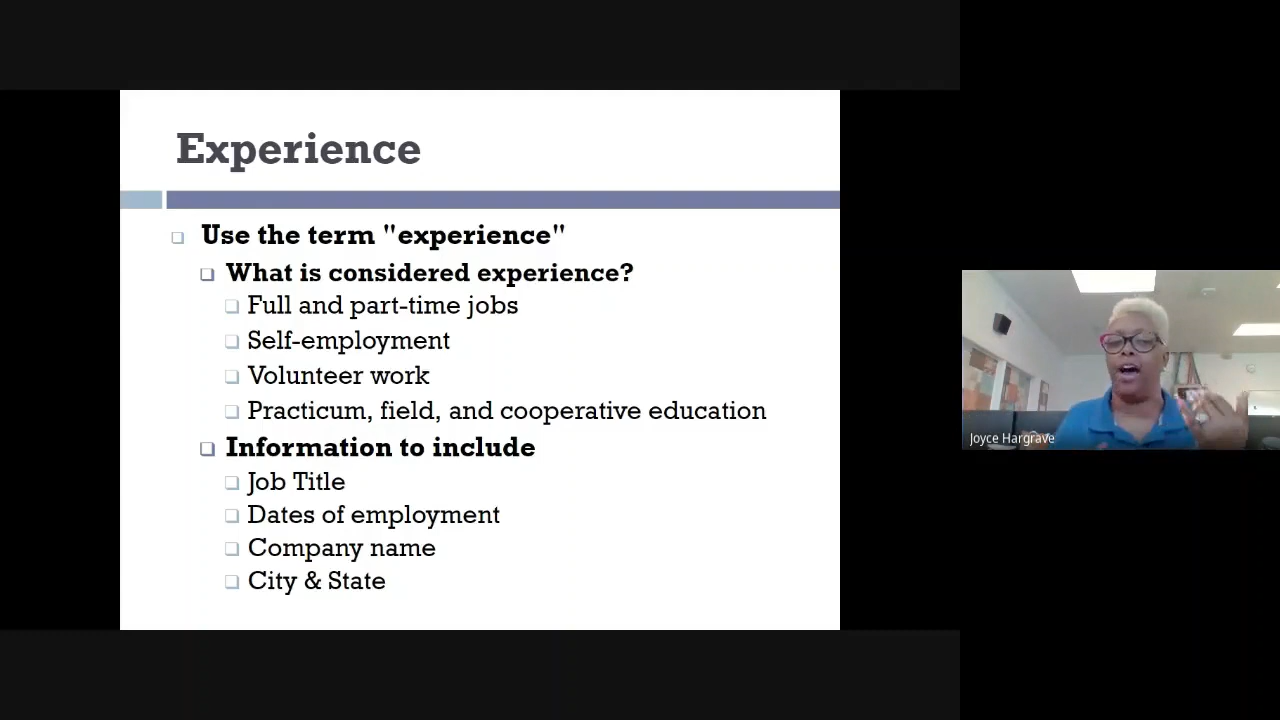 Experience
Use the term "experience"
What is considered experience?
Full and part-time jobs
Self-employment
Volunteer work
Practicum, field, and cooperative education
Information to include
Job Title
Dates of employment
Company name
City & State
Joyce Hargrave